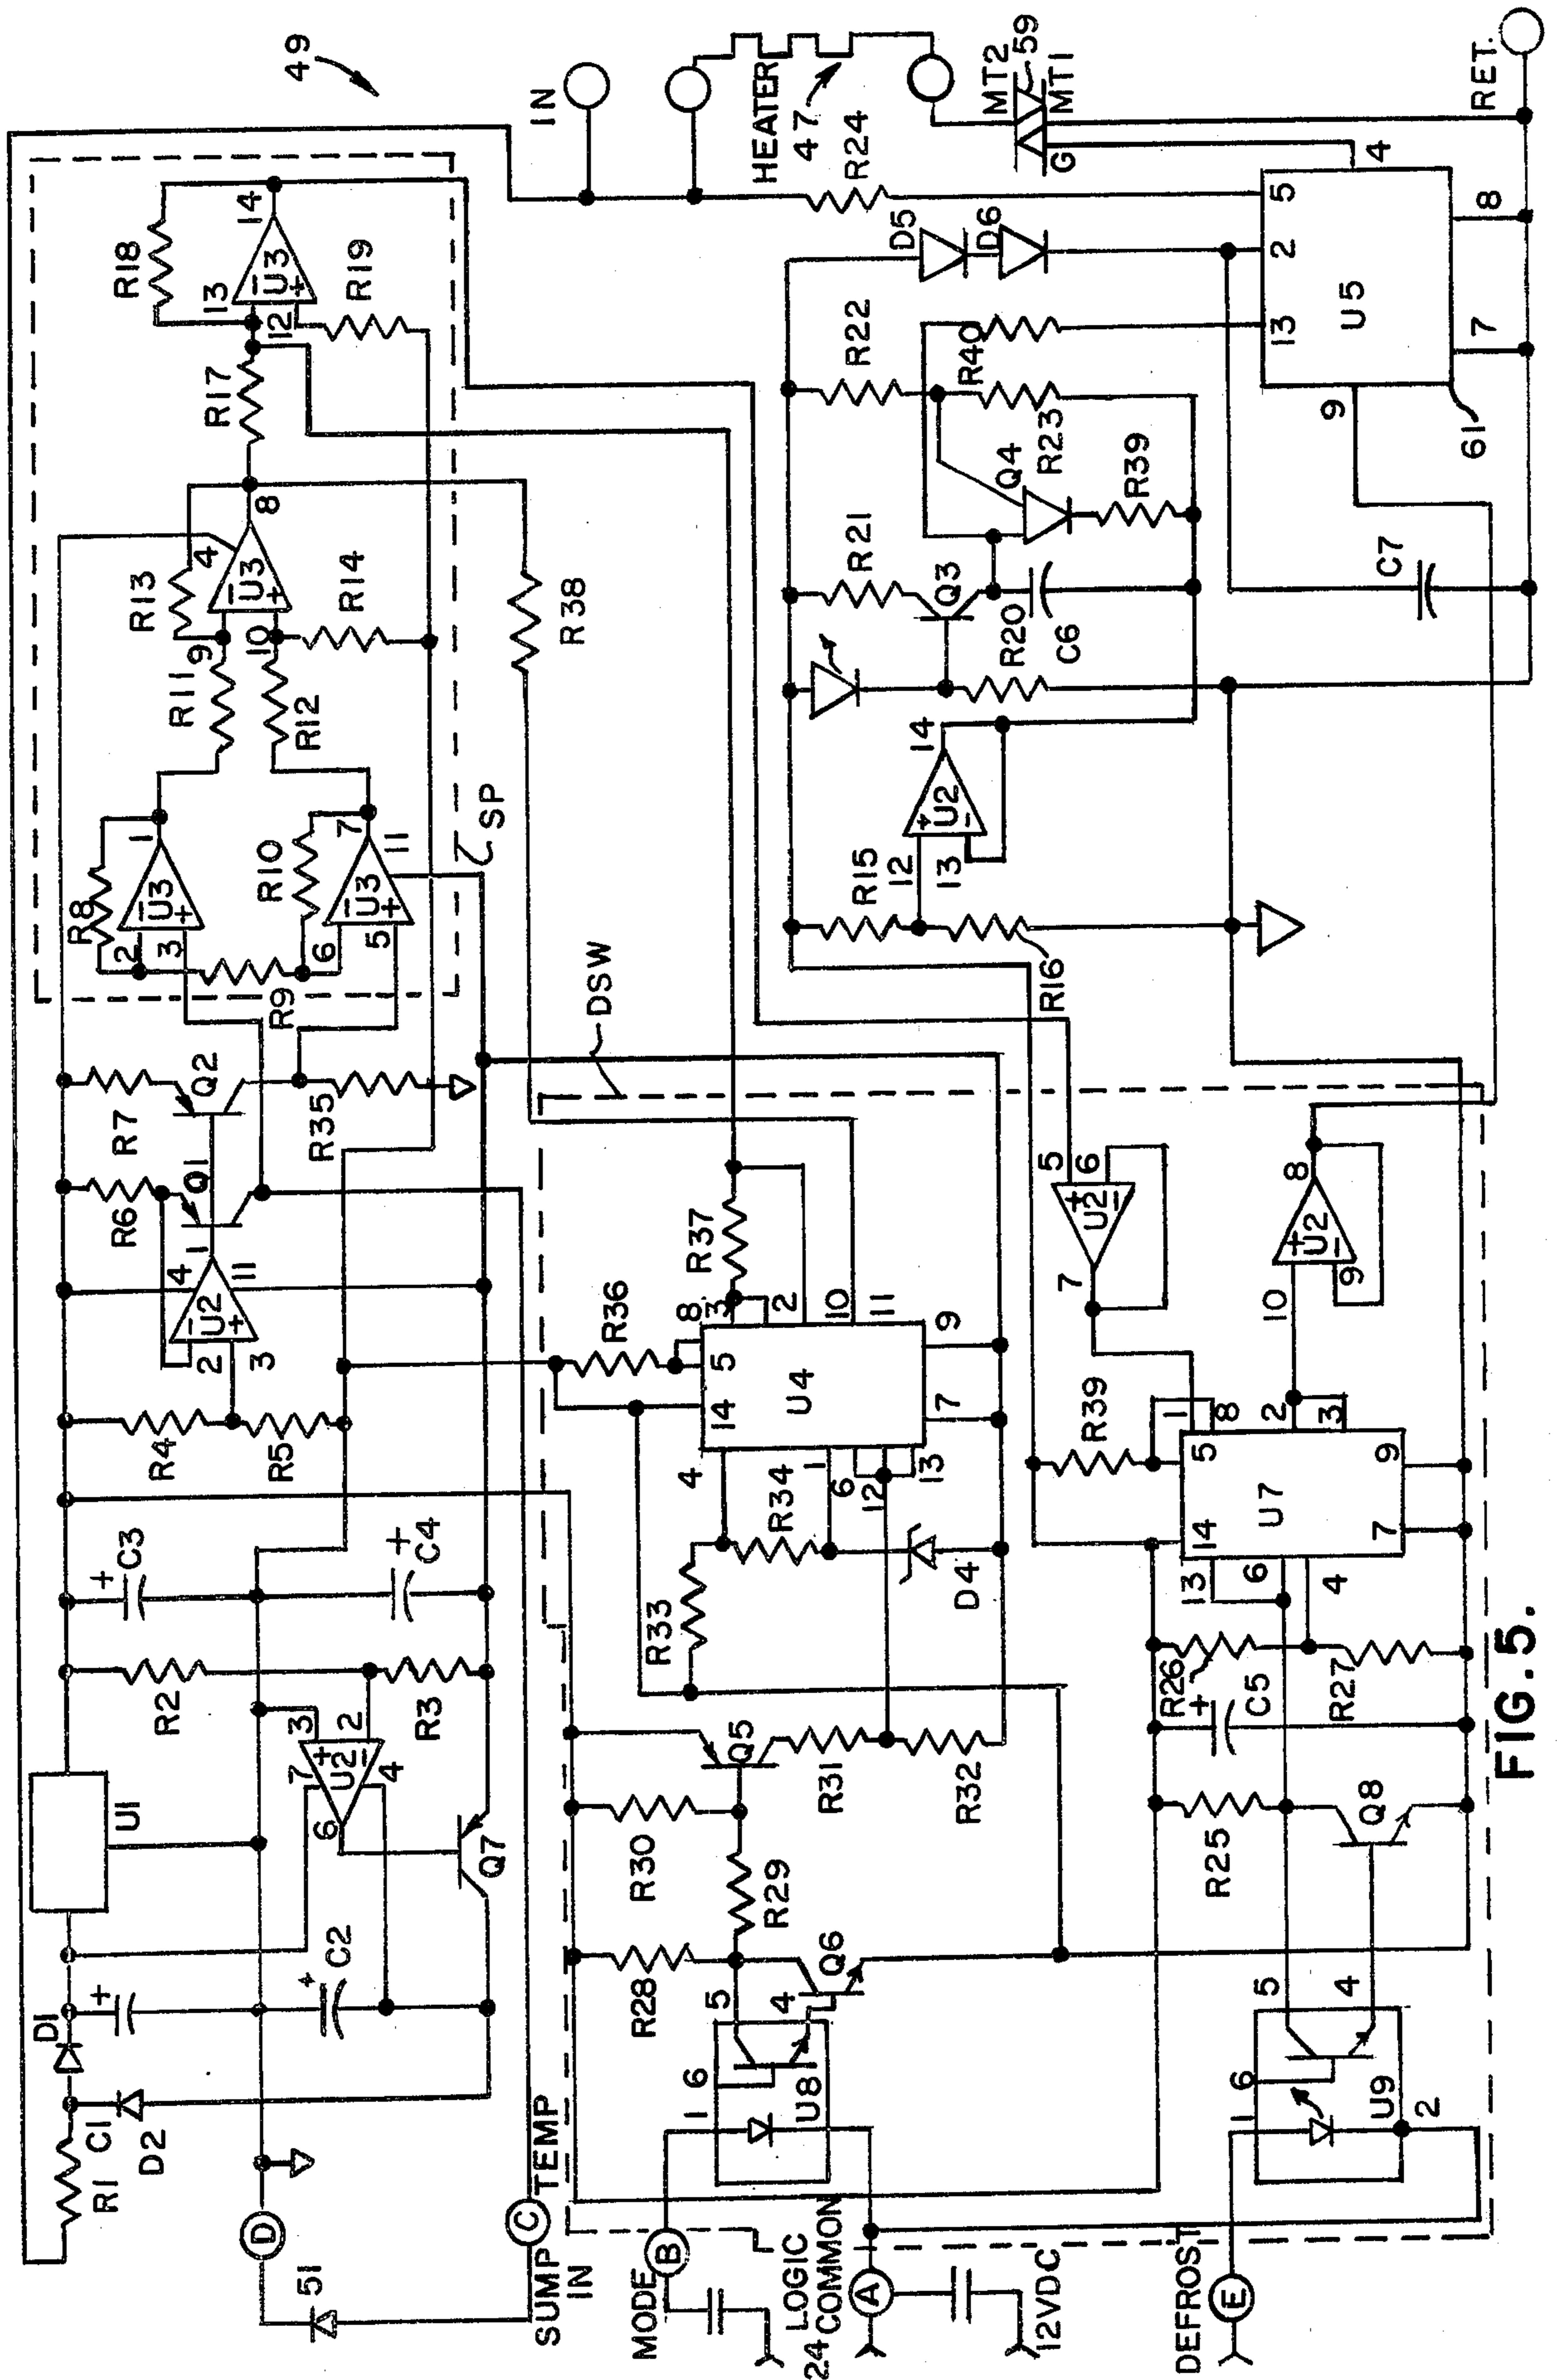 49
IN
HEATER
47
R24
MT2
59
MT1
G
RET.
4
5
2
13
8
7
9
U5
61
D5
D6
R22
R40
R23
Q4
R39
R21
Q3
R20
C6
C7
R18
13
12
14
U3
R19
R17
8
R13
4
U3
9
10
R14
R11
R12
R38
R8
1
2
3
U3
R10
7
11
6
5
U3
R9
SP
DSW
R15
12
13
14
U2
R16
R7
Q2
R35
R6
Q1
1
4
11
U2
2
3
R4
R5
C3
C4
R2
R3
U1
7
3
2
4
6
U2
Q7
C2
D1
C1
D2
R1
D
51
C
TEMP
SUMP
IN
R37
R36
8
3
2
10
11
5
14
9
7
U4
4
1
6
12
13
R34
R33
D4
Q5
R31
R32
R30
R29
R28
Q6
5
4
6
1
U8
B
MODE
LOGIC
COMMON
24
A
12VDC
5
6
U2
7
8
U2
10
9
R39
1
8
5
2
3
14
9
7
U7
13
6
4
R26
C5
R27
R25
Q8
5
4
6
1
U9
2
DEFROST
E
FIG.5.